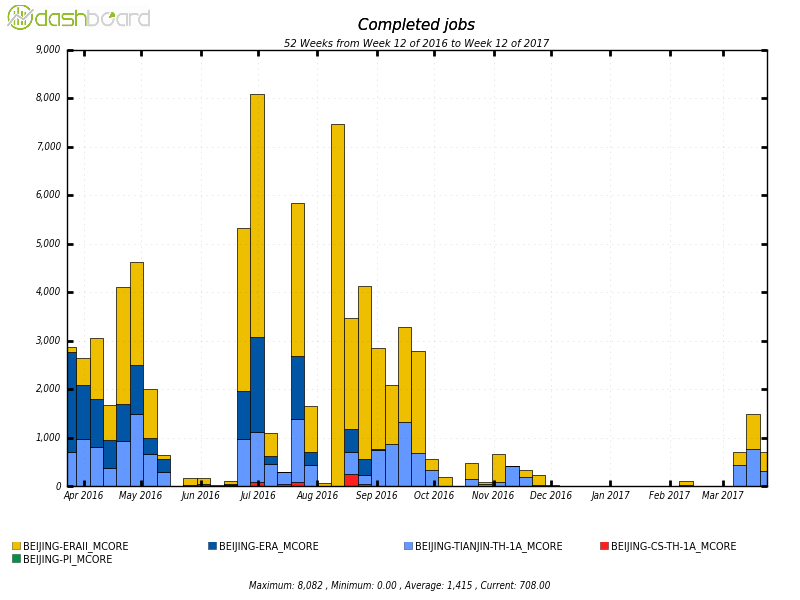 dashboard
Completed jobs
52 Weeks from Week 12 of 2016 to Week 12 of 2017
9,000
8,000
7,000
6,000
5,000
4,000
3,000
2,000
1,000
0
Apr 2016 May 2016 Jun 2016 Jul 2016 Aug 2016 Sep 2016 Oct 2016 Nov 2016 Dec 2016 Jan 2017 Feb 2017 Mar 2017
BEIJING-ERAII_MCORE BEIJING-ERA_MCORE BEIJING-TIANJIN-TH-1A_MCORE BEIJING-CS-TH-1A_MCORE
BEIJING-PI_MCORE
Maximum: 8,082 , Minimum: 0.00 , Average: 1,415 , Current: 708.00